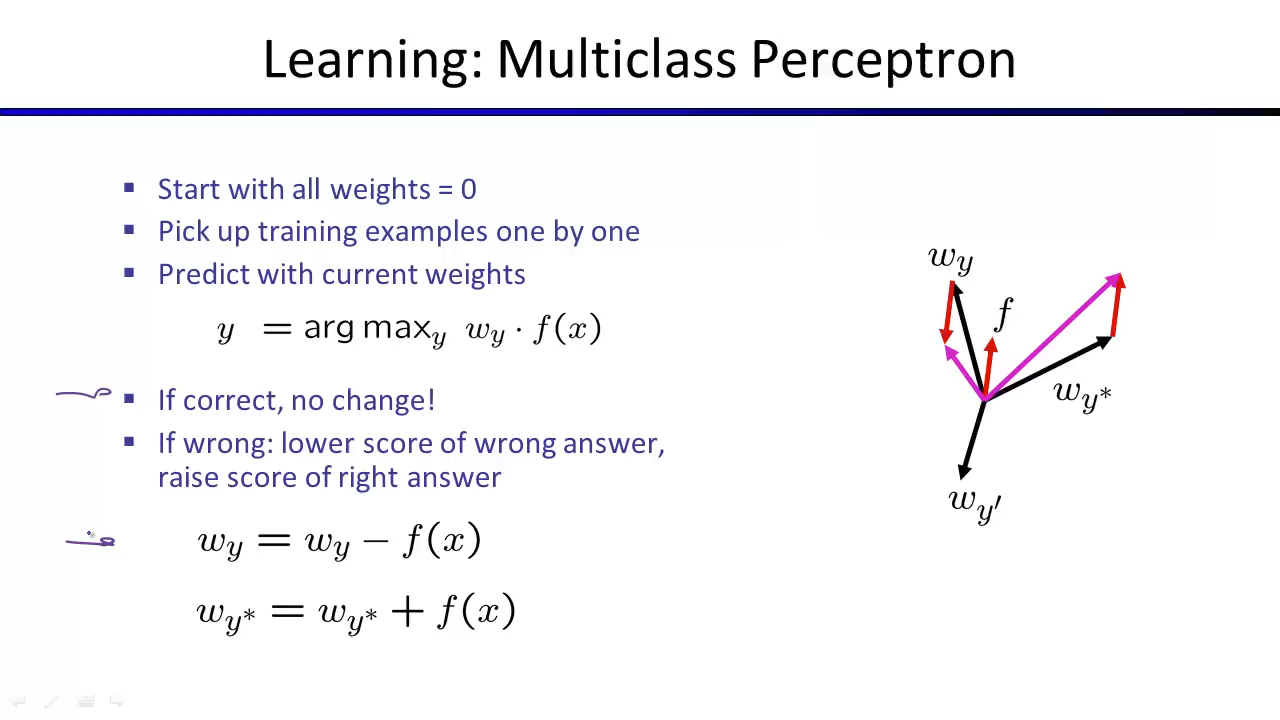 Learning: Multiclass Perceptron
▪ Start with all weights = 0
▪ Pick up training examples one by one
▪ Predict with current weights
y = arg max_y w_y · f(x)
▪ If correct, no change!
▪ If wrong: lower score of wrong answer,
raise score of right answer
w_y = w_y − f(x)
w_{y*} = w_{y*} + f(x)
w_y
f
w_{y*}
w_{y'}